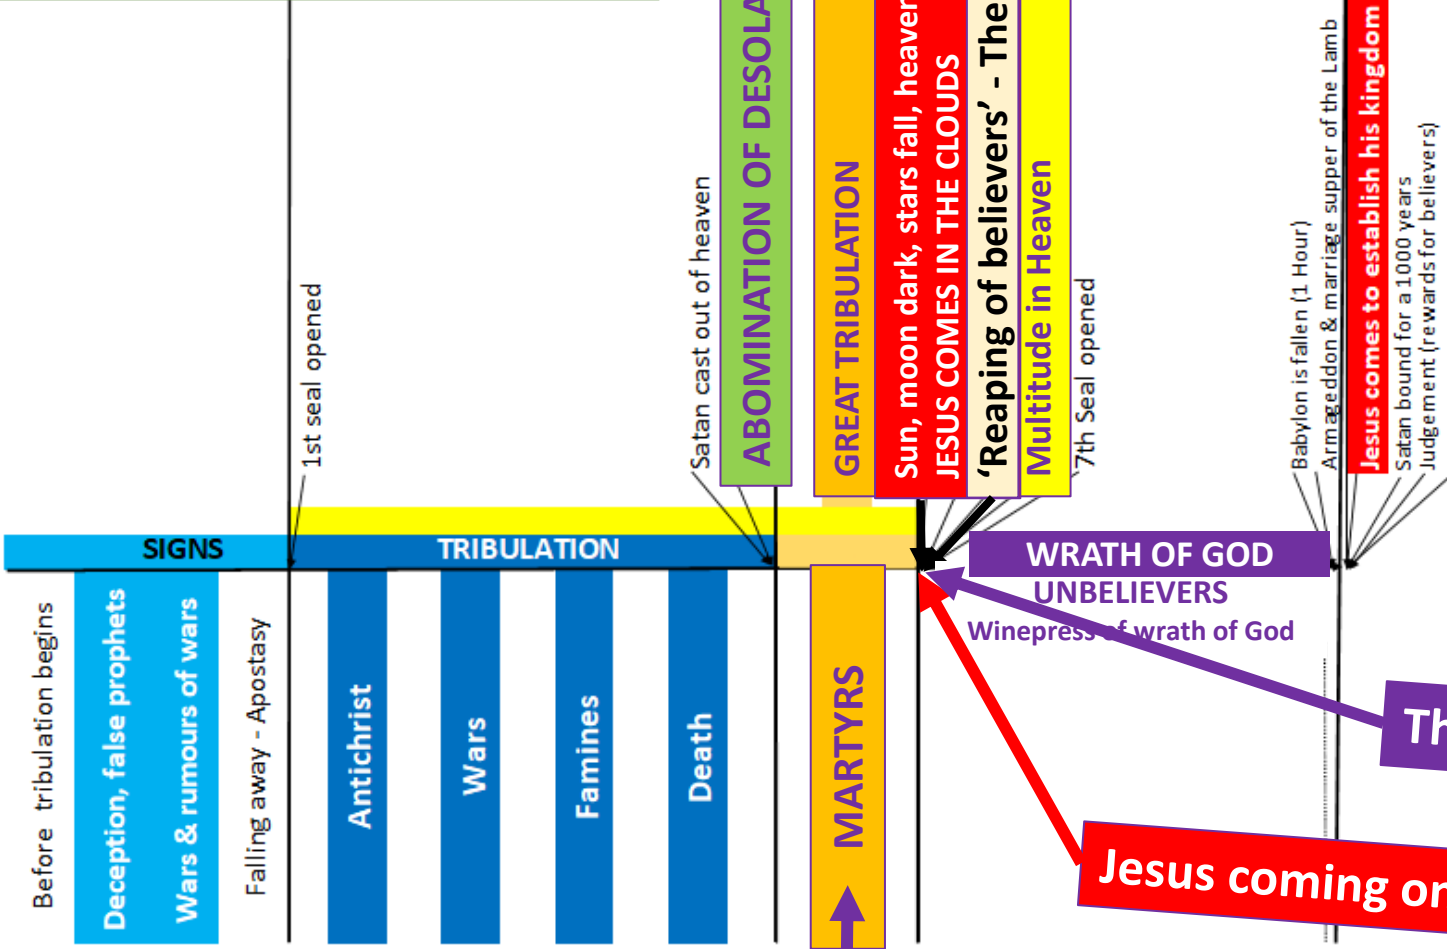 1st seal opened
Satan cast out of heaven
ABOMINATION OF
GREAT TRIBULATION
Sun, moon dark, stars fall,
JESUS COMES IN THE CLOUDS
‘Reaping of believers’ - The
Multitude in Heaven
7th Seal opened
Babylon is fallen (1 Hour)
Armageddon & marriage supper of the Lamb
Jesus comes to establish his kingdom
Satan bound for a 1000 years
Judgement (rewards for believers)
SIGNS
TRIBULATION
WRATH OF GOD
UNBELIEVERS
Winepress of wrath of God
Before tribulation begins
Deception, false prophets
Wars & rumours of wars
Falling away - Apostasy
Antichrist
Wars
Famines
Death
MARTYRS
Jesus coming